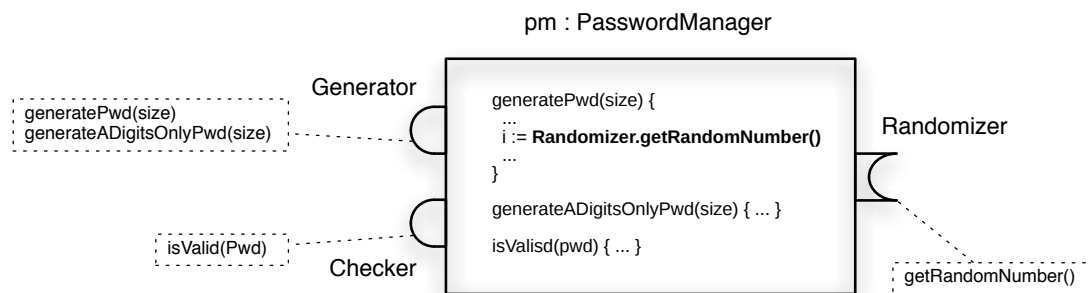 pm : PasswordManager
Generator
generatePwd(size)
generateADigitsOnlyPwd(size)
generatePwd(size) {
...
i := Randomizer.getRandomNumber()
...
}
generateADigitsOnlyPwd(size) { ... }
isValisd(pwd) { ... }
Randomizer
isValid(Pwd)
Checker
getRandomNumber()